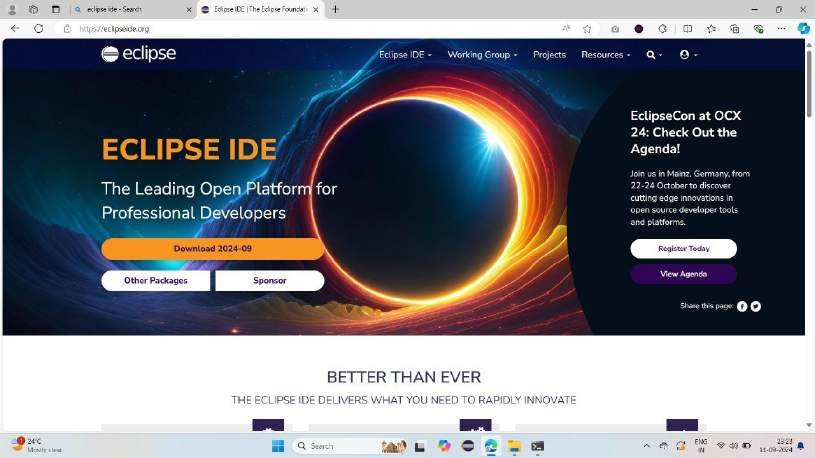 eclipse ide - Search
Eclipse IDE | The Eclipse Foundati
https://eclipseide.org
eclipse
Eclipse IDE
Working Group
Projects
Resources
ECLIPSE IDE
The Leading Open Platform for
Professional Developers
Download 2024-09
Other Packages
Sponsor
EclipseCon at OCX
24: Check Out the
Agenda!
Join us in Mainz, Germany, from
22-24 October to discover
cutting edge innovations in
open source developer tools
and platforms.
Register Today
View Agenda
Share this page:
BETTER THAN EVER
THE ECLIPSE IDE DELIVERS WHAT YOU NEED TO RAPIDLY INNOVATE
1
24°C
Mostly clear
Search
ENG
IN
23:23
11-09-2024